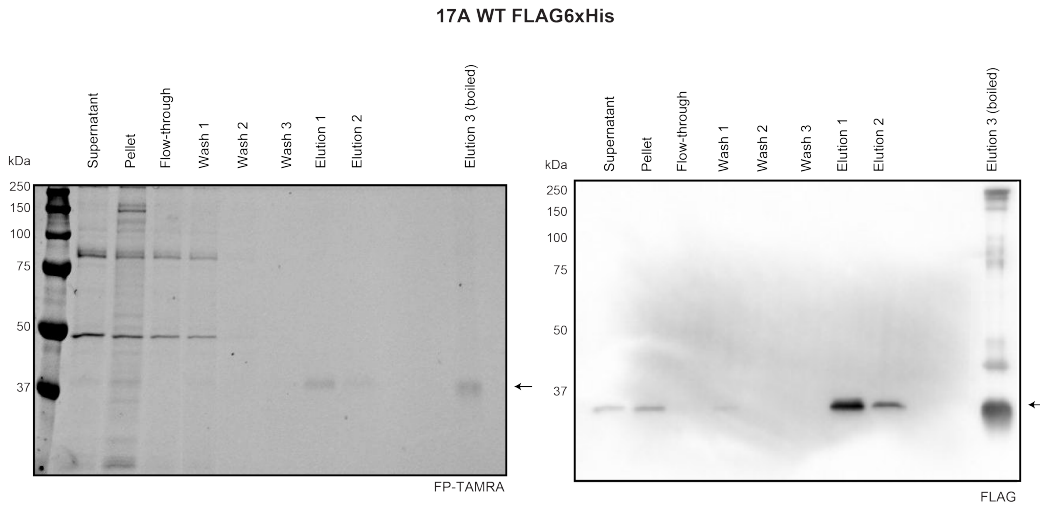 17A WT FLAG6xHis
kDa
Supernatant
Pellet
Flow-through
Wash 1
Wash 2
Wash 3
Elution 1
Elution 2
Elution 3 (boiled)
250
150
100
75
50
37
FP-TAMRA
kDa
Supernatant
Pellet
Flow-through
Wash 1
Wash 2
Wash 3
Elution 1
Elution 2
Elution 3 (boiled)
250
150
100
75
50
37
FLAG